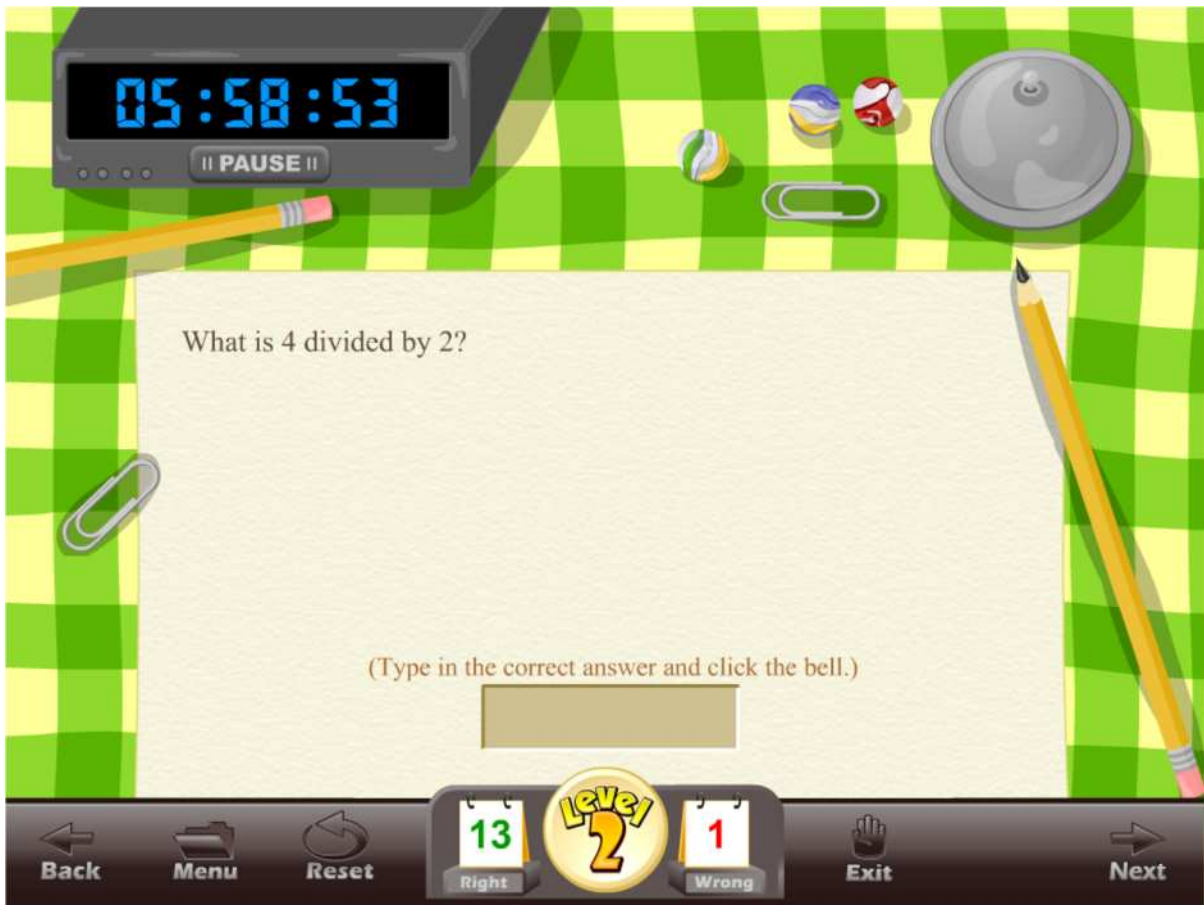 05:58:53
II PAUSE II
What is 4 divided by 2?
(Type in the correct answer and click the bell.)
Level
2
13
Right
1
Wrong
Back
Menu
Reset
Exit
Next